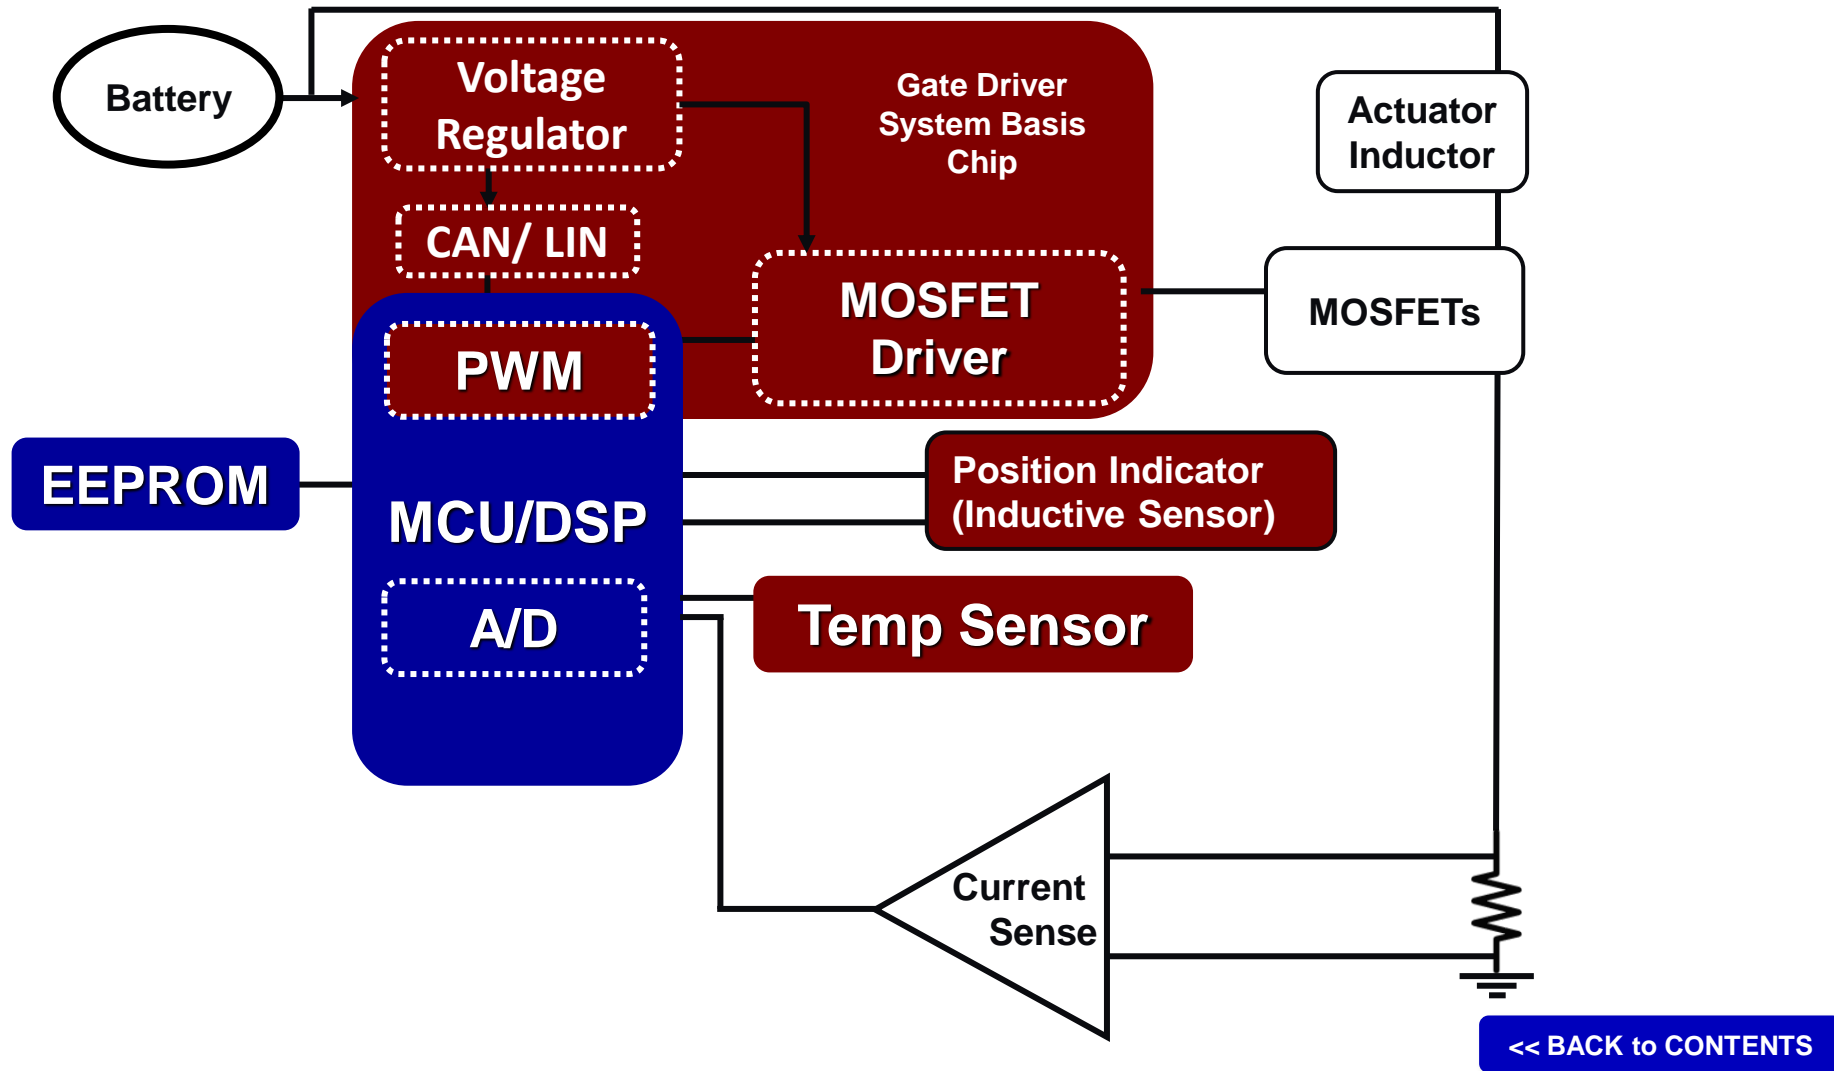 Battery
Voltage
Regulator
Gate Driver
System Basis
Chip
Actuator
Inductor
CAN/ LIN
MOSFET
Driver
MOSFETs
PWM
EEPROM
MCU/DSP
Position Indicator
(Inductive Sensor)
A/D
Temp Sensor
Current
Sense
<< BACK to CONTENTS